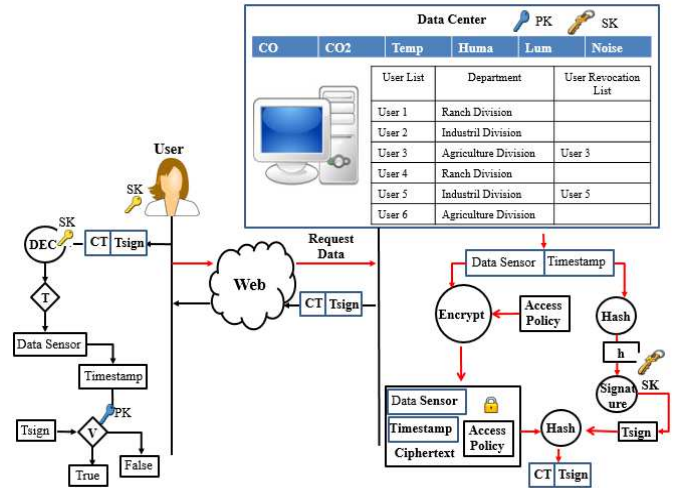 Data Center PK SK
CO CO2 Temp Huma Lum Noise
User List Department User Revocation List
User 1 Ranch Division
User 2 Industril Division
User 3 Agriculture Division User 3
User 4 Ranch Division
User 5 Industril Division User 5
User 6 Agriculture Division
User
SK
SK
DEC
CT Tsign
T
Data Sensor
Timestamp
PK
Tsign
V
True
False
Request
Data
Web
CT Tsign
Data Sensor Timestamp
Encrypt
Access
Policy
Hash
h
Signat
ure
SK
Data Sensor
Timestamp
Ciphertext
Access
Policy
Hash
Tsign
CT Tsign